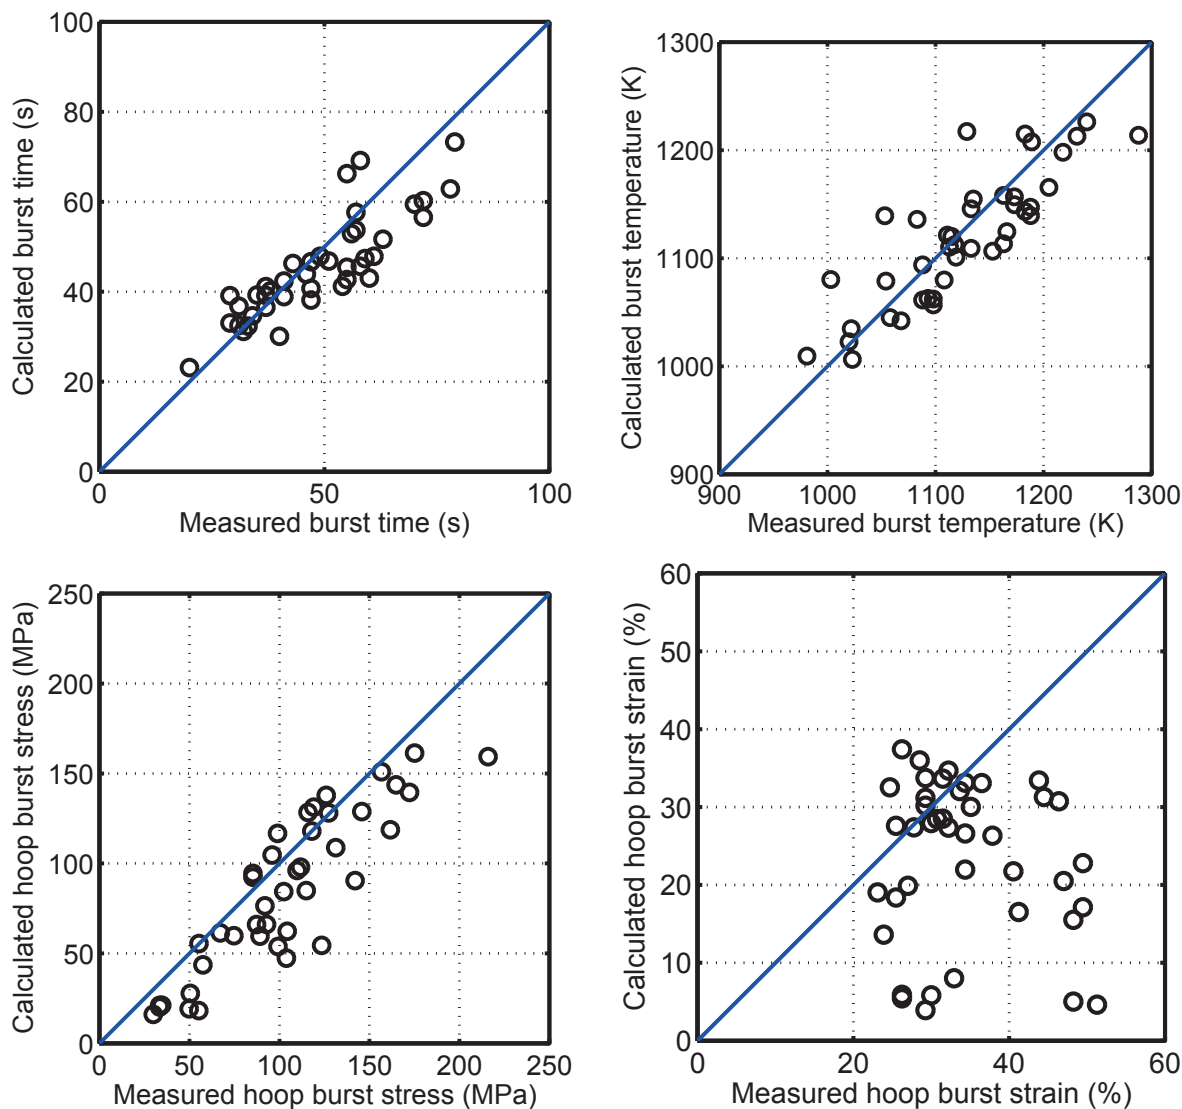 100
80
60
40
20
0
0 50 100
Calculated burst time (s)
Measured burst time (s)
1300
1200
1100
1000
900
900 1000 1100 1200 1300
Calculated burst temperature (K)
Measured burst temperature (K)
250
200
150
100
50
0
0 50 100 150 200 250
Calculated hoop burst stress (MPa)
Measured hoop burst stress (MPa)
60
50
40
30
20
10
0
0 20 40 60
Calculated hoop burst strain (%)
Measured hoop burst strain (%)